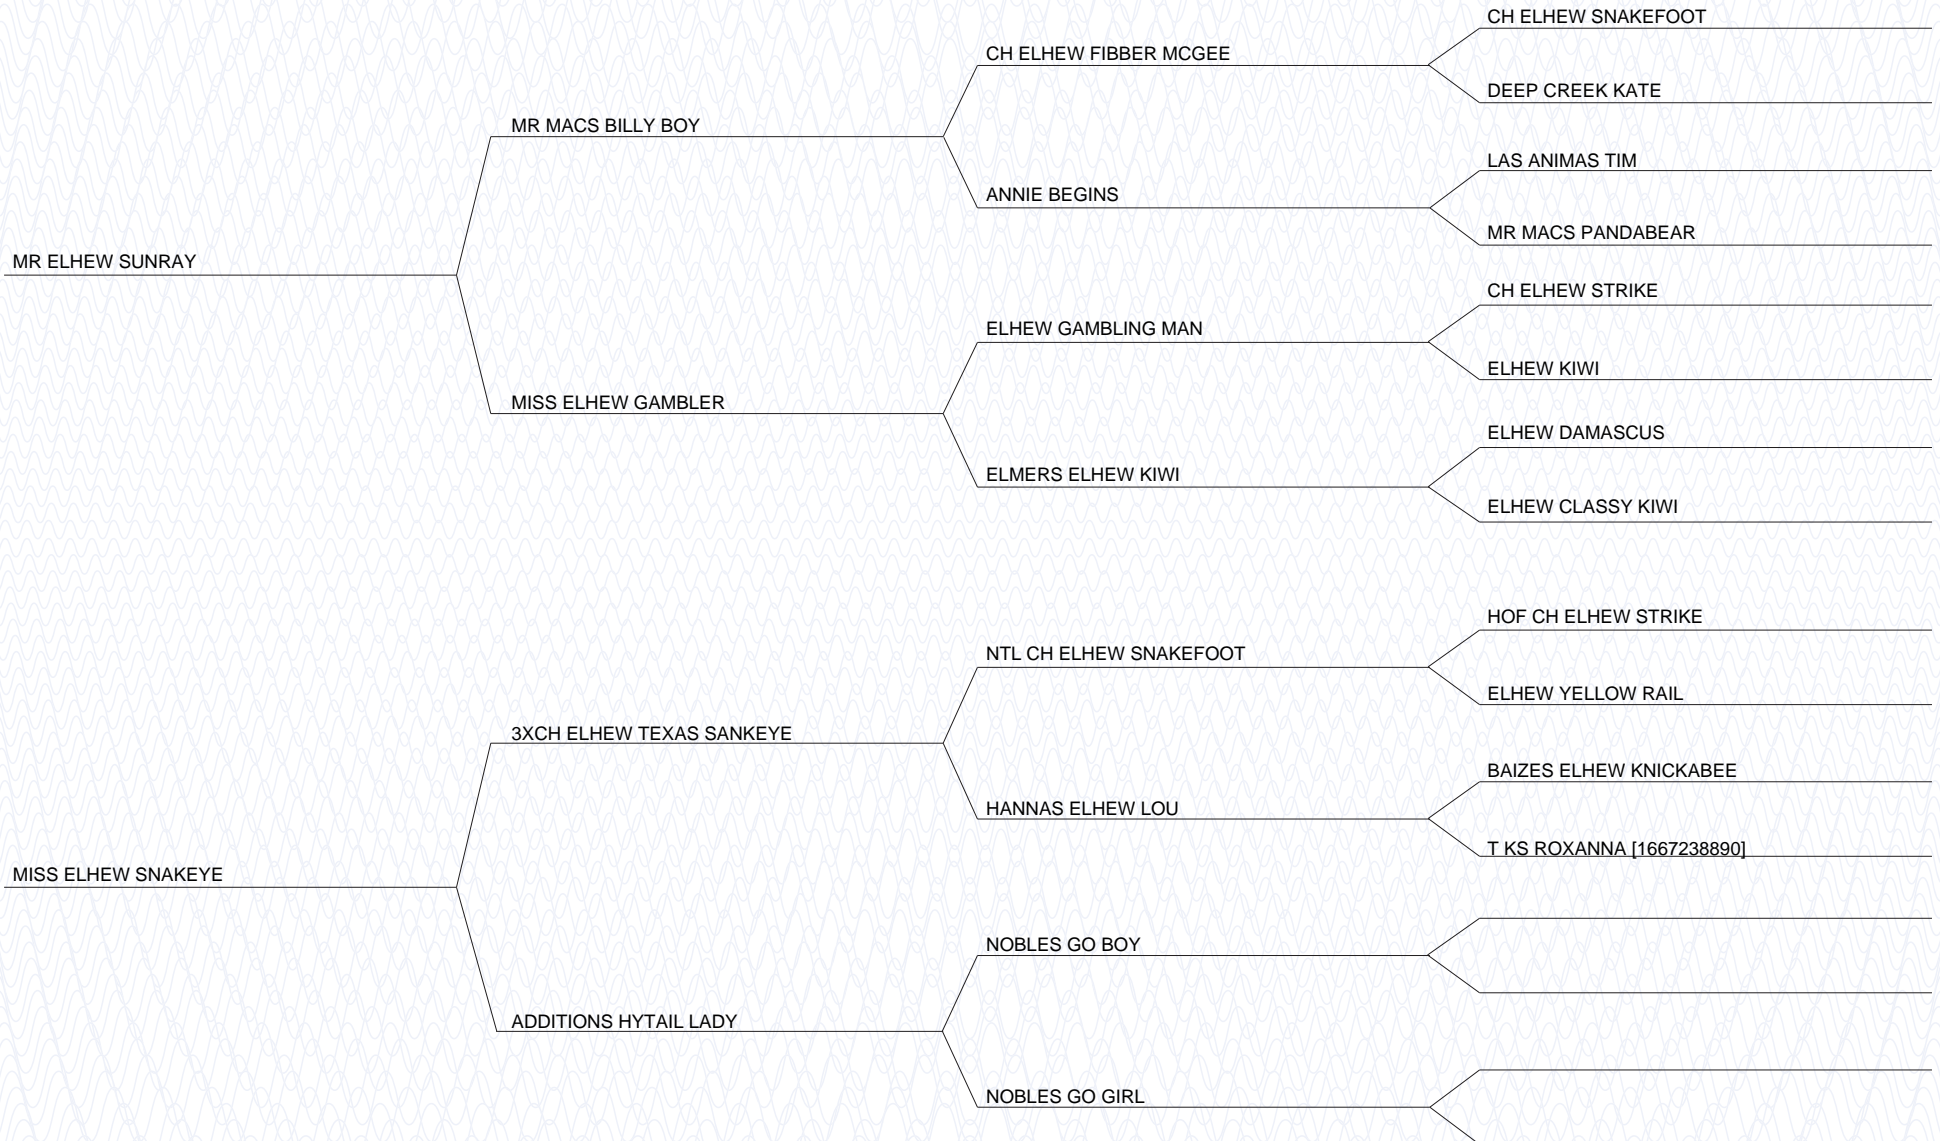 CH ELHEW SNAKEFOOT
CH ELHEW FIBBER MCGEE
DEEP CREEK KATE
MR MACS BILLY BOY
LAS ANIMAS TIM
ANNIE BEGINS
MR MACS PANDABEAR
MR ELHEW SUNRAY
CH ELHEW STRIKE
ELHEW GAMBLING MAN
ELHEW KIWI
MISS ELHEW GAMBLER
ELHEW DAMASCUS
ELMERS ELHEW KIWI
ELHEW CLASSY KIWI
HOF CH ELHEW STRIKE
NTL CH ELHEW SNAKEFOOT
ELHEW YELLOW RAIL
3XCH ELHEW TEXAS SANKEYE
BAIZES ELHEW KNICKABEE
HANNAS ELHEW LOU
T KS ROXANNA [1667238890]
MISS ELHEW SNAKEYE
NOBLES GO BOY
ADDITIONS HYTAIL LADY
NOBLES GO GIRL